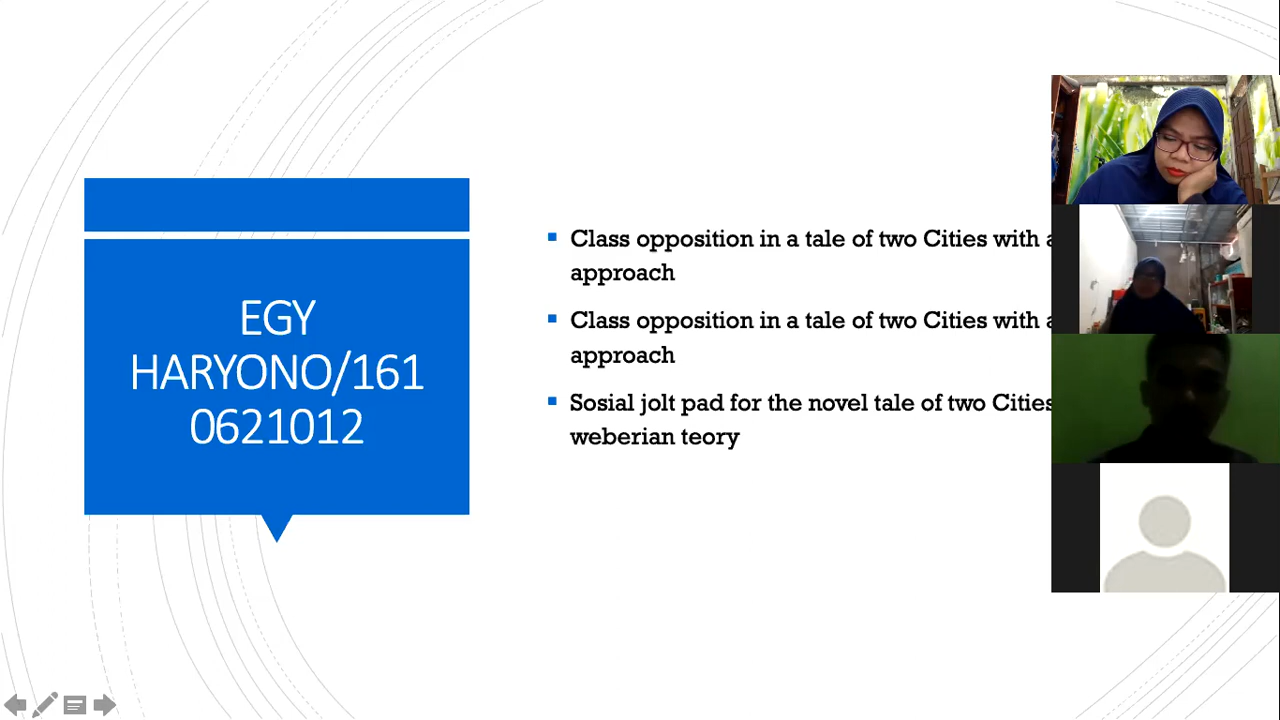 EGY
HARYONO/161
0621012
Class opposition in a tale of two Cities with a
approach
Class opposition in a tale of two Cities with a
approach
Sosial jolt pad for the novel tale of two Cities
weberian teory